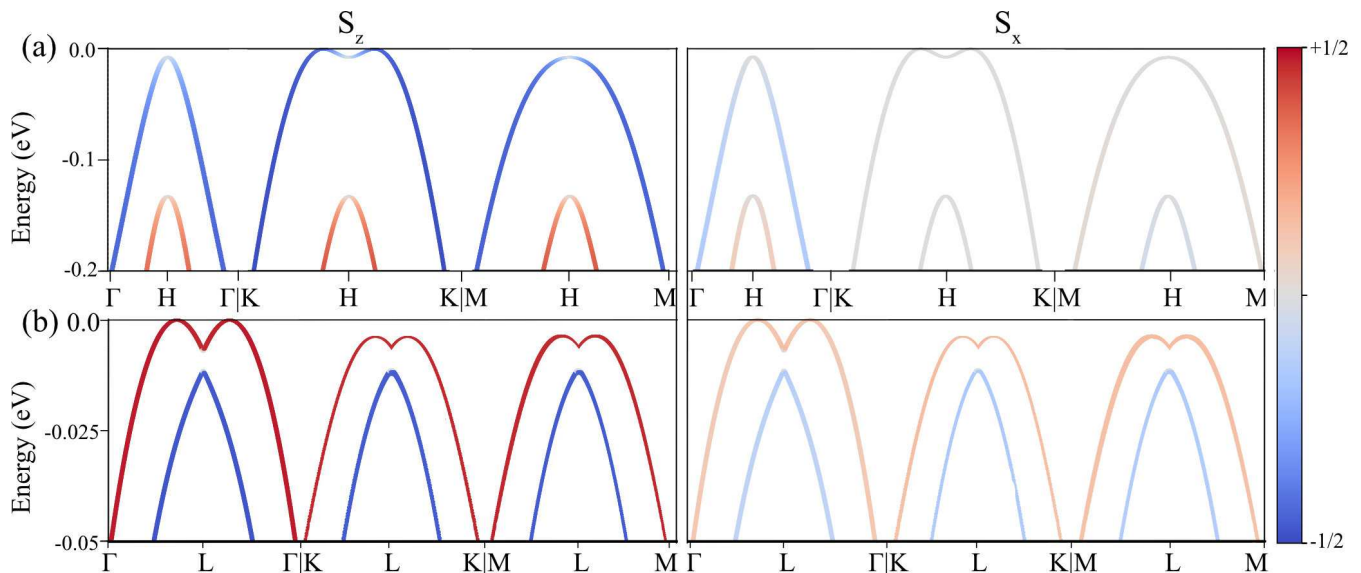 S_z S_x
(a) +1/2
0.0
-0.1
-0.2
Energy (eV)
Γ H Γ|K H K|M H M Γ H Γ|K H K|M H M
(b) 0.0
-0.025
-0.05
Energy (eV)
Γ L Γ|K L K|M L M Γ L Γ|K L K|M L M
-1/2